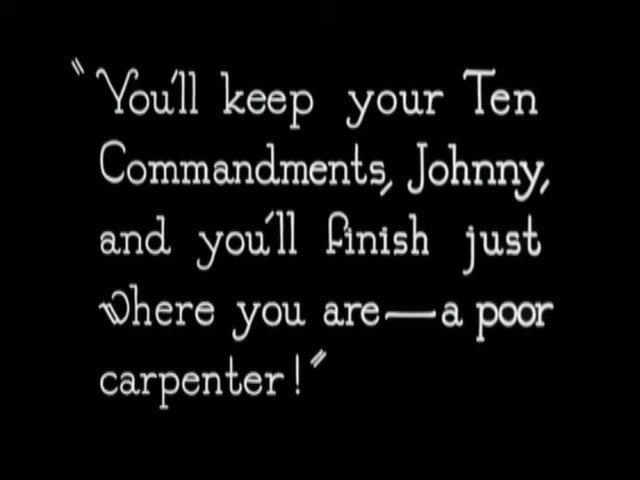 "You'll keep your Ten
Commandments, Johnny,
and you'll finish just
where you are—a poor
carpenter!"